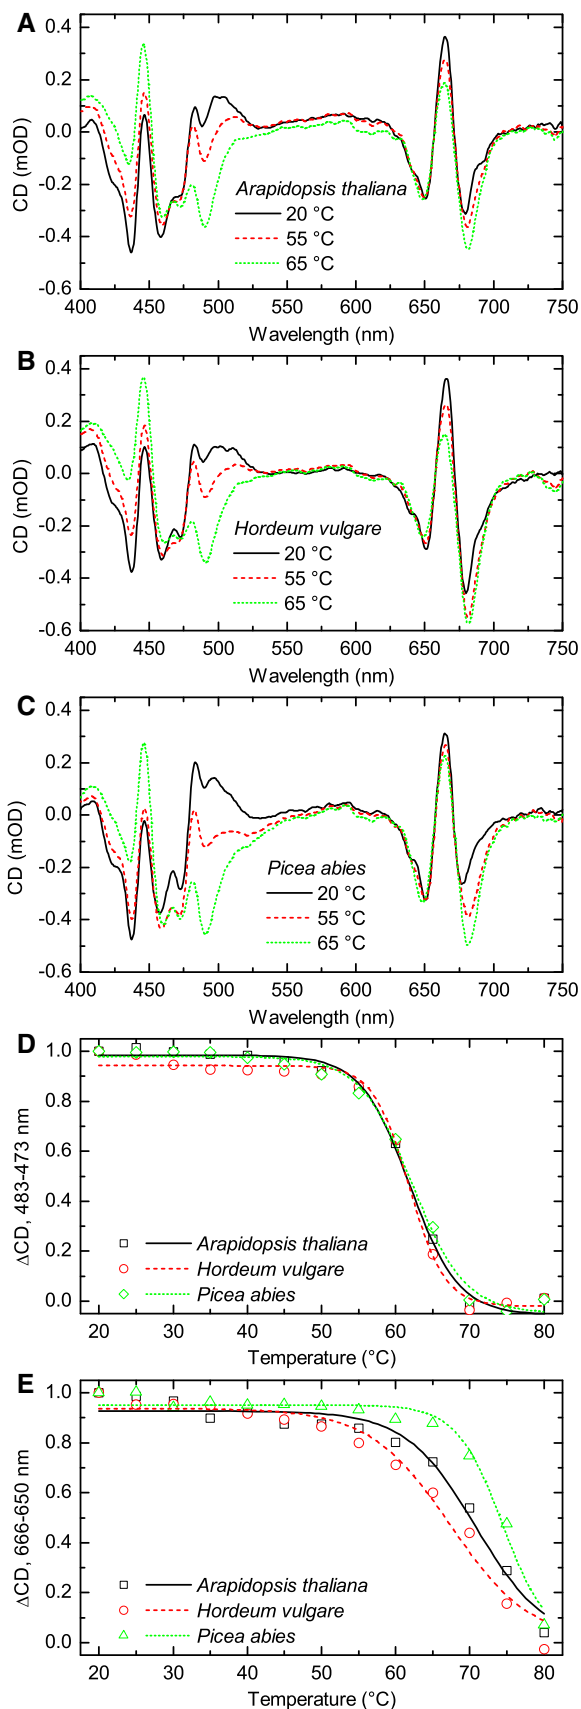 A
CD (mOD)
0.4
0.2
0.0
-0.2
-0.4
-0.6
Arapidopsis thaliana
20 °C
55 °C
65 °C
400 450 500 550 600 650 700 750
Wavelength (nm)
B
CD (mOD)
0.4
0.2
0.0
-0.2
-0.4
-0.6
Hordeum vulgare
20 °C
55 °C
65 °C
400 450 500 550 600 650 700 750
Wavelength (nm)
C
CD (mOD)
0.4
0.2
0.0
-0.2
-0.4
-0.6
Picea abies
20 °C
55 °C
65 °C
400 450 500 550 600 650 700 750
Wavelength (nm)
D
ΔCD, 483-473 nm
1.0
0.8
0.6
0.4
0.2
0.0
Arapidopsis thaliana
Hordeum vulgare
Picea abies
20 30 40 50 60 70 80
Temperature (°C)
E
ΔCD, 666-650 nm
1.0
0.8
0.6
0.4
0.2
0.0
Arapidopsis thaliana
Hordeum vulgare
Picea abies
20 30 40 50 60 70 80
Temperature (°C)